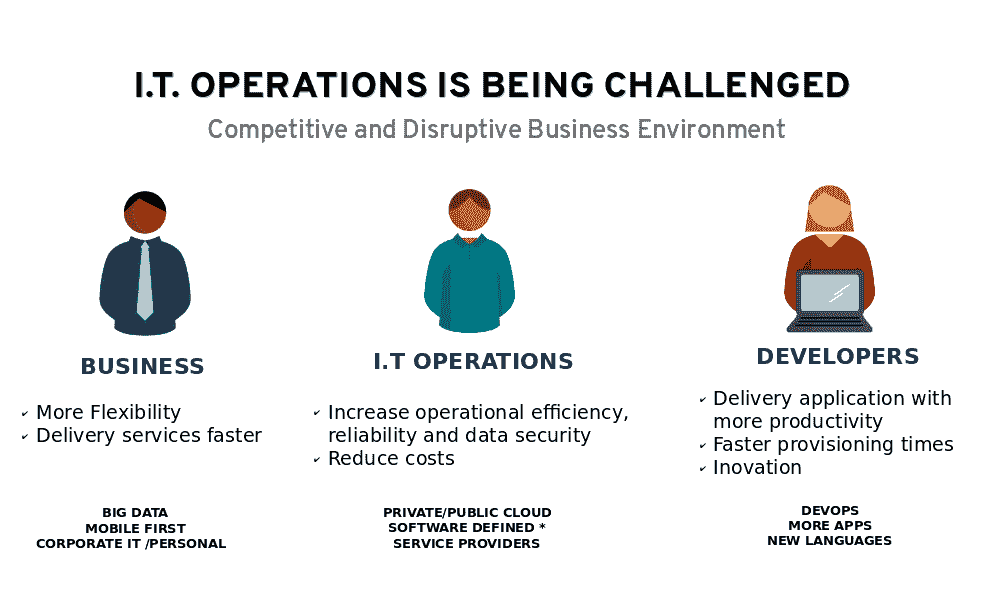 I.T. OPERATIONS IS BEING CHALLENGED
Competitive and Disruptive Business Environment
BUSINESS
✔ More Flexibility
✔ Delivery services faster
BIG DATA
MOBILE FIRST
CORPORATE IT /PERSONAL
I.T OPERATIONS
✔ Increase operational efficiency,
reliability and data security
✔ Reduce costs
PRIVATE/PUBLIC CLOUD
SOFTWARE DEFINED *
SERVICE PROVIDERS
DEVELOPERS
✔ Delivery application with
more productivity
✔ Faster provisioning times
✔ Inovation
DEVOPS
MORE APPS
NEW LANGUAGES